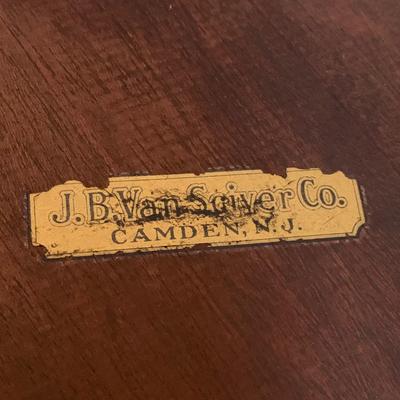 J.B. Van Sciver Co.
CAMDEN, N.J.